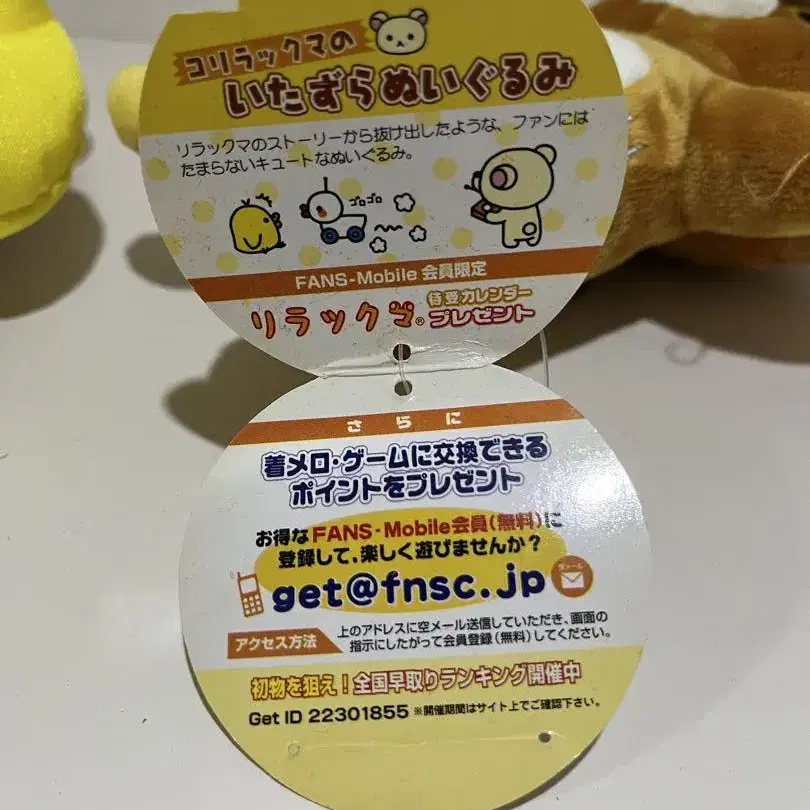 コリラックマの
いたずらぬいぐるみ
リラックマのストーリーから抜け出したような、ファンには
たまらないキュートなぬいぐるみ。
ゴロゴロ
FANS-Mobile 会員限定
リラックマ® 待受カレンダー
プレゼント
さらに
着メロ・ゲームに交換できる
ポイントをプレゼント
お得なFANS-Mobile会員(無料)に
登録して、楽しく遊びませんか?
get@fnsc.jp
アクセス方法
上のアドレスに空メール送信していただき、画面の
指示にしたがって会員登録(無料)してください。
初物を狙え!全国早取りランキング開催中
Get ID 22301855 ※開催期間はサイト上でご確認下さい。